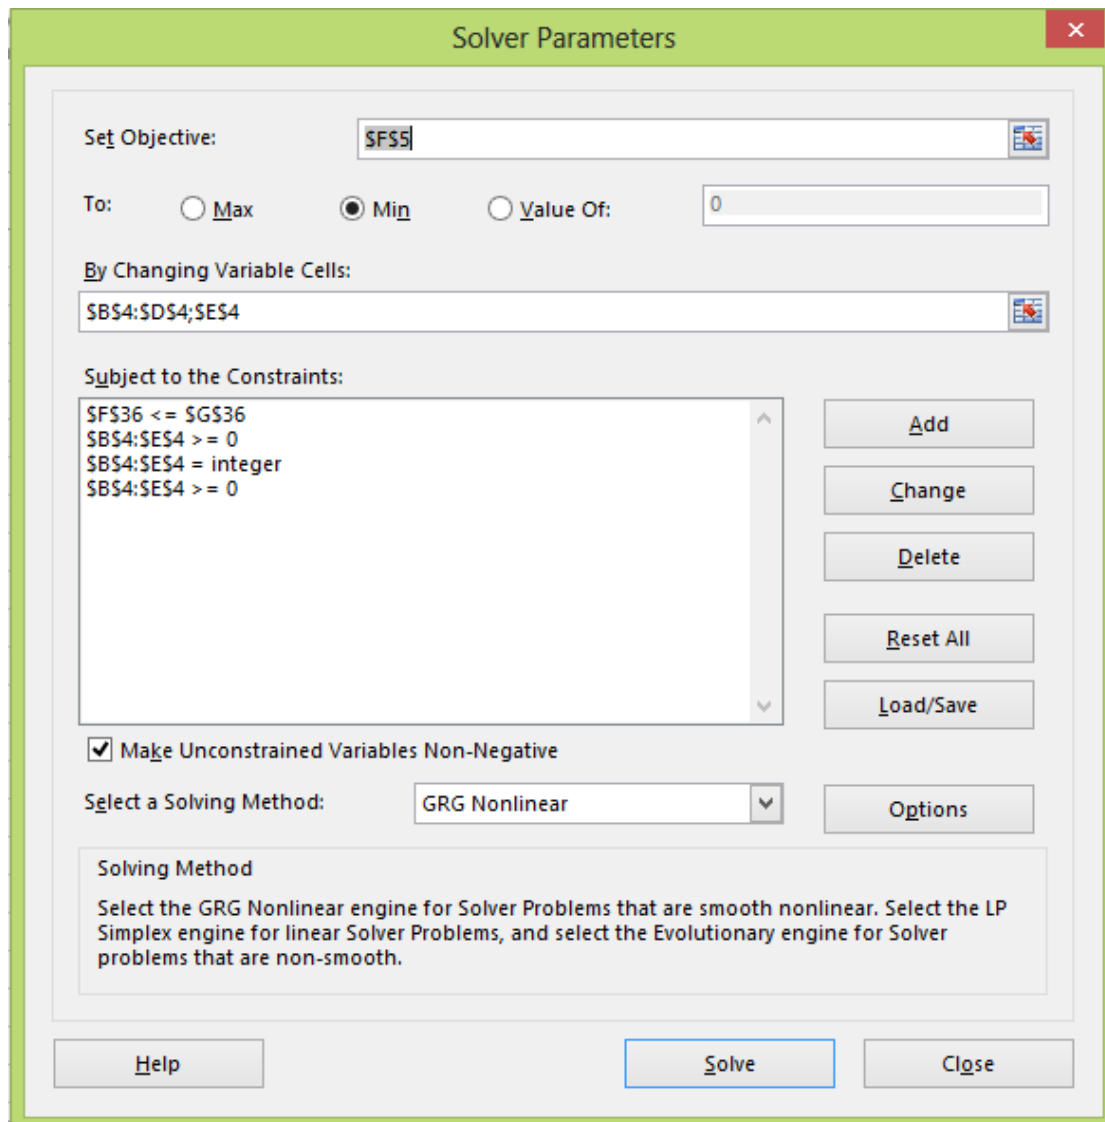 Solver Parameters
Set Objective: $F$5
To: Max Min Value Of: 0
By Changing Variable Cells:
$B$4:$D$4;$E$4
Subject to the Constraints:
$F$36 <= $G$36
$B$4:$E$4 >= 0
$B$4:$E$4 = integer
$B$4:$E$4 >= 0
Add
Change
Delete
Reset All
Load/Save
Make Unconstrained Variables Non-Negative
Select a Solving Method: GRG Nonlinear Options
Solving Method
Select the GRG Nonlinear engine for Solver Problems that are smooth nonlinear. Select the LP
Simplex engine for linear Solver Problems, and select the Evolutionary engine for Solver
problems that are non-smooth.
Help Solve Close